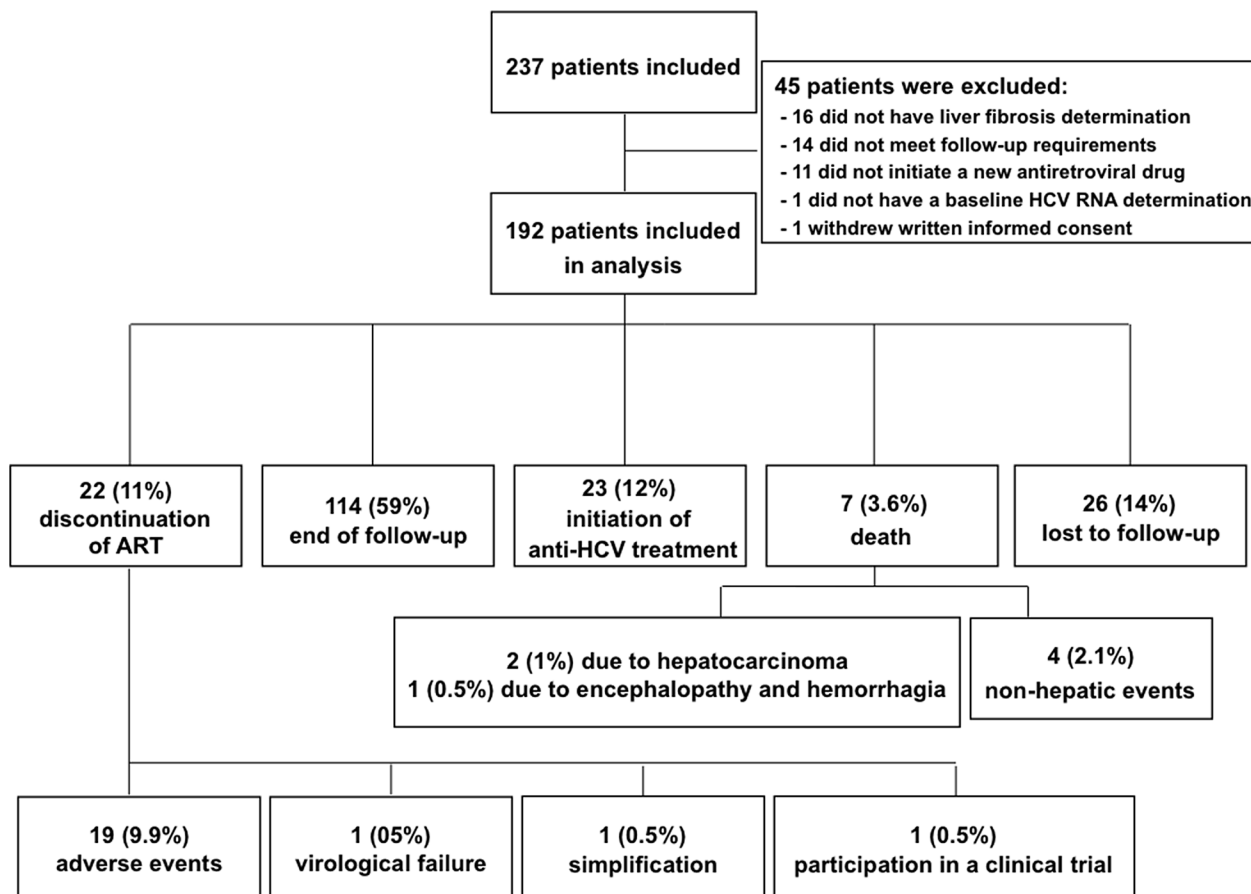 237 patients included
45 patients were excluded:
- 16 did not have liver fibrosis determination
- 14 did not meet follow-up requirements
- 11 did not initiate a new antiretroviral drug
- 1 did not have a baseline HCV RNA determination
- 1 withdrew written informed consent
192 patients included
in analysis
22 (11%)
discontinuation
of ART
114 (59%)
end of follow-up
23 (12%)
initiation of
anti-HCV treatment
7 (3.6%)
death
26 (14%)
lost to follow-up
2 (1%) due to hepatocarcinoma
1 (0.5%) due to encephalopathy and hemorrhagia
4 (2.1%)
non-hepatic events
19 (9.9%)
adverse events
1 (05%)
virological failure
1 (0.5%)
simplification
1 (0.5%)
participation in a clinical trial